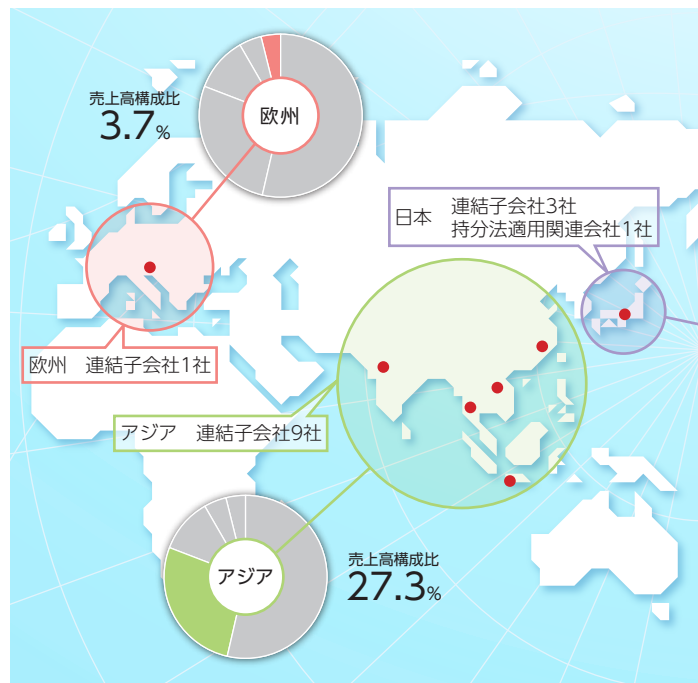 売上高構成比
3.7%
欧州
日本 連結子会社3社
持分法適用関連会社1社
欧州 連結子会社1社
アジア 連結子会社9社
アジア
売上高構成比
27.3%